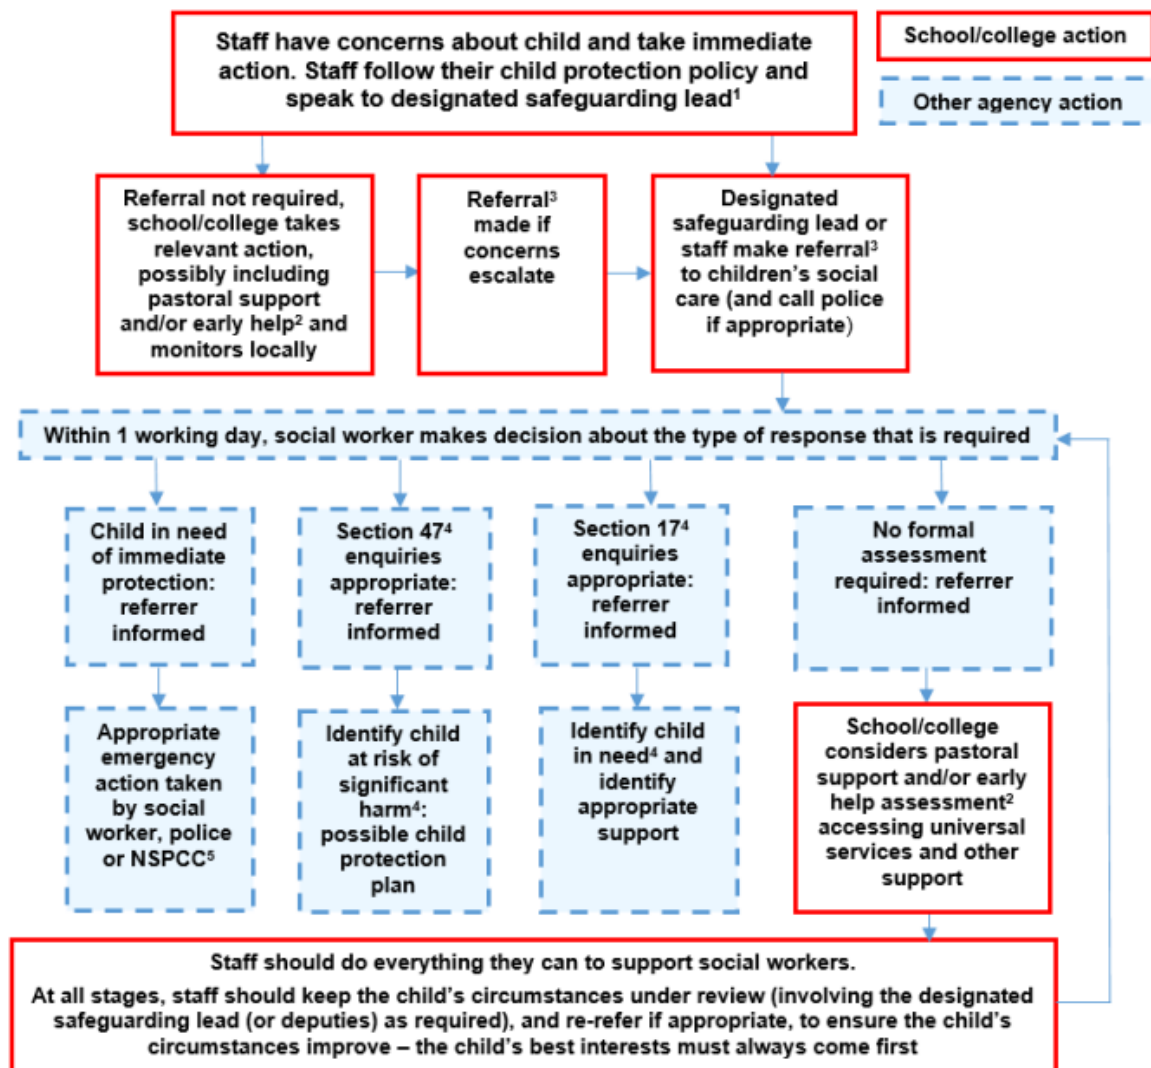 Staff have concerns about child and take immediate
action. Staff follow their child protection policy and
speak to designated safeguarding lead¹
School/college action
Other agency action
Referral not required,
school/college takes
relevant action,
possibly including
pastoral support
and/or early help² and
monitors locally
Referral³
made if
concerns
escalate
Designated
safeguarding lead or
staff make referral³
to children’s social
care (and call police
if appropriate)
Within 1 working day, social worker makes decision about the type of response that is required
Child in need
of immediate
protection:
referrer
informed
Section 47⁴
enquiries
appropriate:
referrer
informed
Section 17⁴
enquiries
appropriate:
referrer
informed
No formal
assessment
required: referrer
informed
Appropriate
emergency
action taken
by social
worker, police
or NSPCC⁵
Identify child
at risk of
significant
harm⁴:
possible child
protection
plan
Identify child
in need⁴ and
identify
appropriate
support
School/college
considers pastoral
support and/or early
help assessment²
accessing universal
services and other
support
Staff should do everything they can to support social workers.
At all stages, staff should keep the child’s circumstances under review (involving the designated
safeguarding lead (or deputies) as required), and re-refer if appropriate, to ensure the child’s
circumstances improve – the child’s best interests must always come first